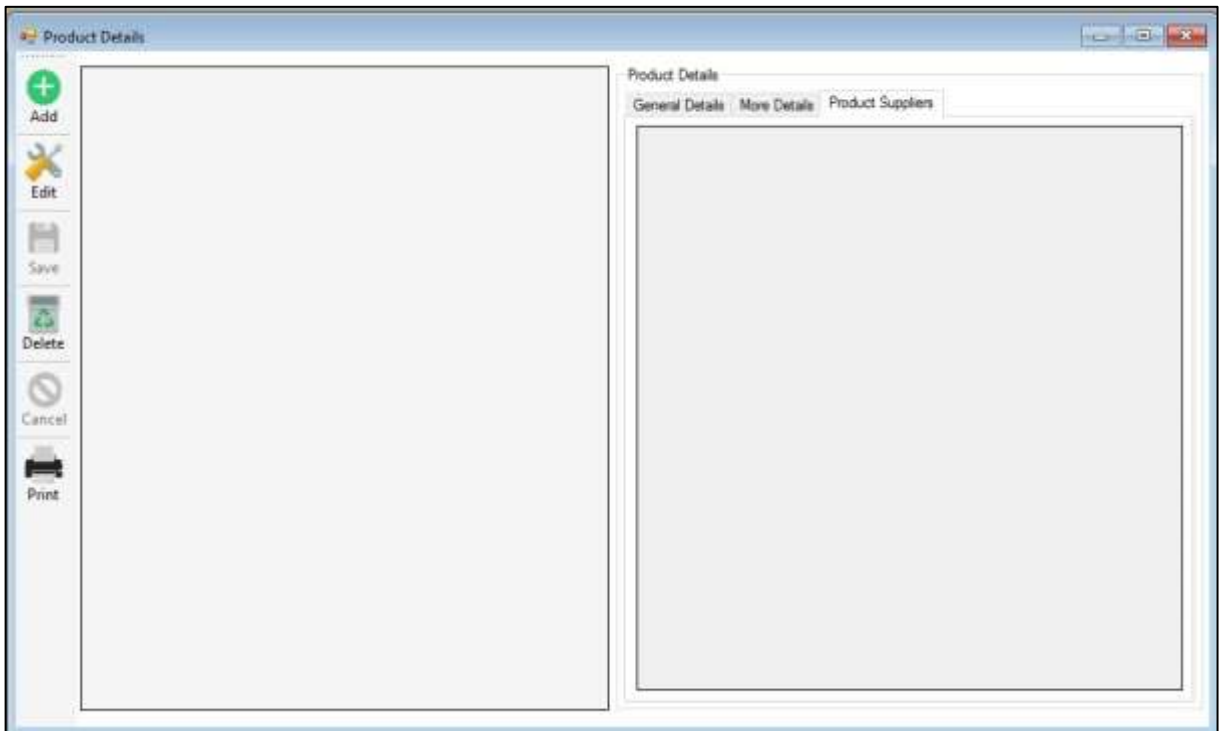 Product Details
Add
Edit
Save
Delete
Cancel
Print
Product Details
General Details More Details Product Suppliers